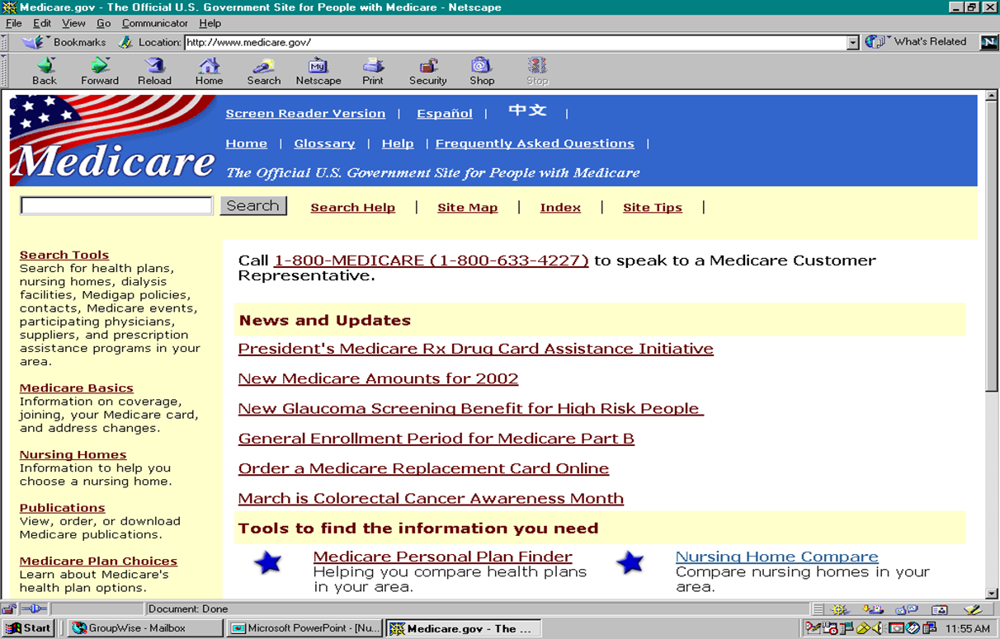 Medicare.gov - The Official U.S. Government Site for People with Medicare - Netscape
File Edit View Go Communicator Help
Bookmarks Location: http://www.medicare.gov/ What's Related N
Back Forward Reload Home Search My Netscape Print Security Shop Stop
Medicare
Screen Reader Version | Español | 中文 |
Home | Glossary | Help | Frequently Asked Questions |
The Official U.S. Government Site for People with Medicare
Search Search Help | Site Map | Index | Site Tips |
Search Tools
Search for health plans,
nursing homes, dialysis
facilities, Medigap policies,
contacts, Medicare events,
participating physicians,
suppliers, and prescription
assistance programs in your
area.
Medicare Basics
Information on coverage,
joining, your Medicare card,
and address changes.
Nursing Homes
Information to help you
choose a nursing home.
Publications
View, order, or download
Medicare publications.
Medicare Plan Choices
Learn about Medicare's
health plan options.
Call 1-800-MEDICARE (1-800-633-4227) to speak to a Medicare Customer
Representative.
News and Updates
President's Medicare Rx Drug Card Assistance Initiative
New Medicare Amounts for 2002
New Glaucoma Screening Benefit for High Risk People
General Enrollment Period for Medicare Part B
Order a Medicare Replacement Card Online
March is Colorectal Cancer Awareness Month
Tools to find the information you need
Medicare Personal Plan Finder
Helping you compare health plans
in your area.
Nursing Home Compare
Compare nursing homes in your
area.
Document: Done
Start GroupWise - Mailbox Microsoft PowerPoint - [Nu... Medicare.gov - The ... 11:55 AM